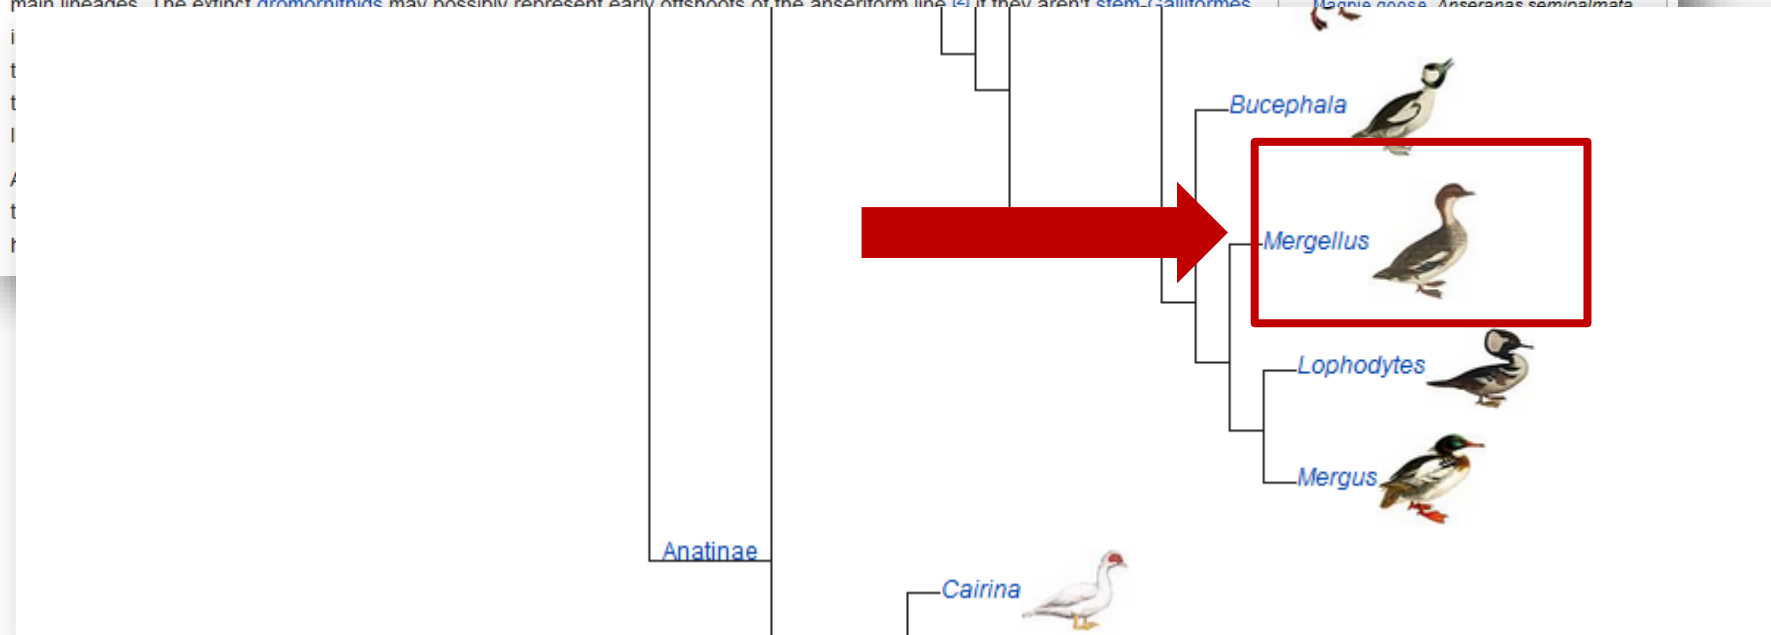 main lineages. The extinct dromornithids may possibly represent early offshoots of the anseriform line,[2] if they aren't stem-Galliformes
Magpie goose, Anseranas semipalmata
i
t
t
l
A
t
h
Bucephala
Mergellus
Lophodytes
Mergus
Anatinae
Cairina